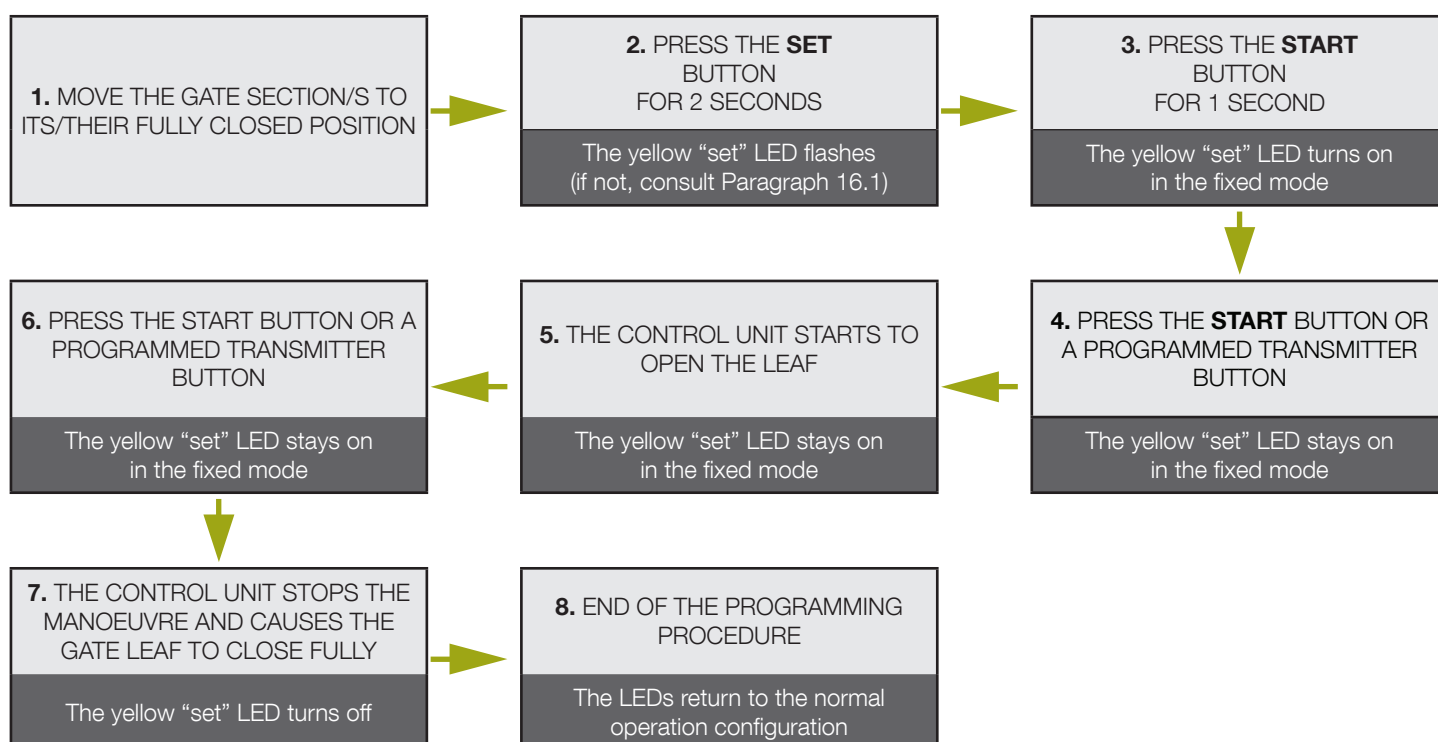 1. MOVE THE GATE SECTION/S TO
ITS/THEIR FULLY CLOSED POSITION
2. PRESS THE SET
BUTTON
FOR 2 SECONDS
The yellow “set” LED flashes
(if not, consult Paragraph 16.1)
3. PRESS THE START
BUTTON
FOR 1 SECOND
The yellow “set” LED turns on
in the fixed mode
4. PRESS THE START BUTTON OR
A PROGRAMMED TRANSMITTER
BUTTON
The yellow “set” LED stays on
in the fixed mode
5. THE CONTROL UNIT STARTS TO
OPEN THE LEAF
The yellow “set” LED stays on
in the fixed mode
6. PRESS THE START BUTTON OR A
PROGRAMMED TRANSMITTER
BUTTON
The yellow “set” LED stays on
in the fixed mode
7. THE CONTROL UNIT STOPS THE
MANOEUVRE AND CAUSES THE
GATE LEAF TO CLOSE FULLY
The yellow “set” LED turns off
8. END OF THE PROGRAMMING
PROCEDURE
The LEDs return to the normal
operation configuration